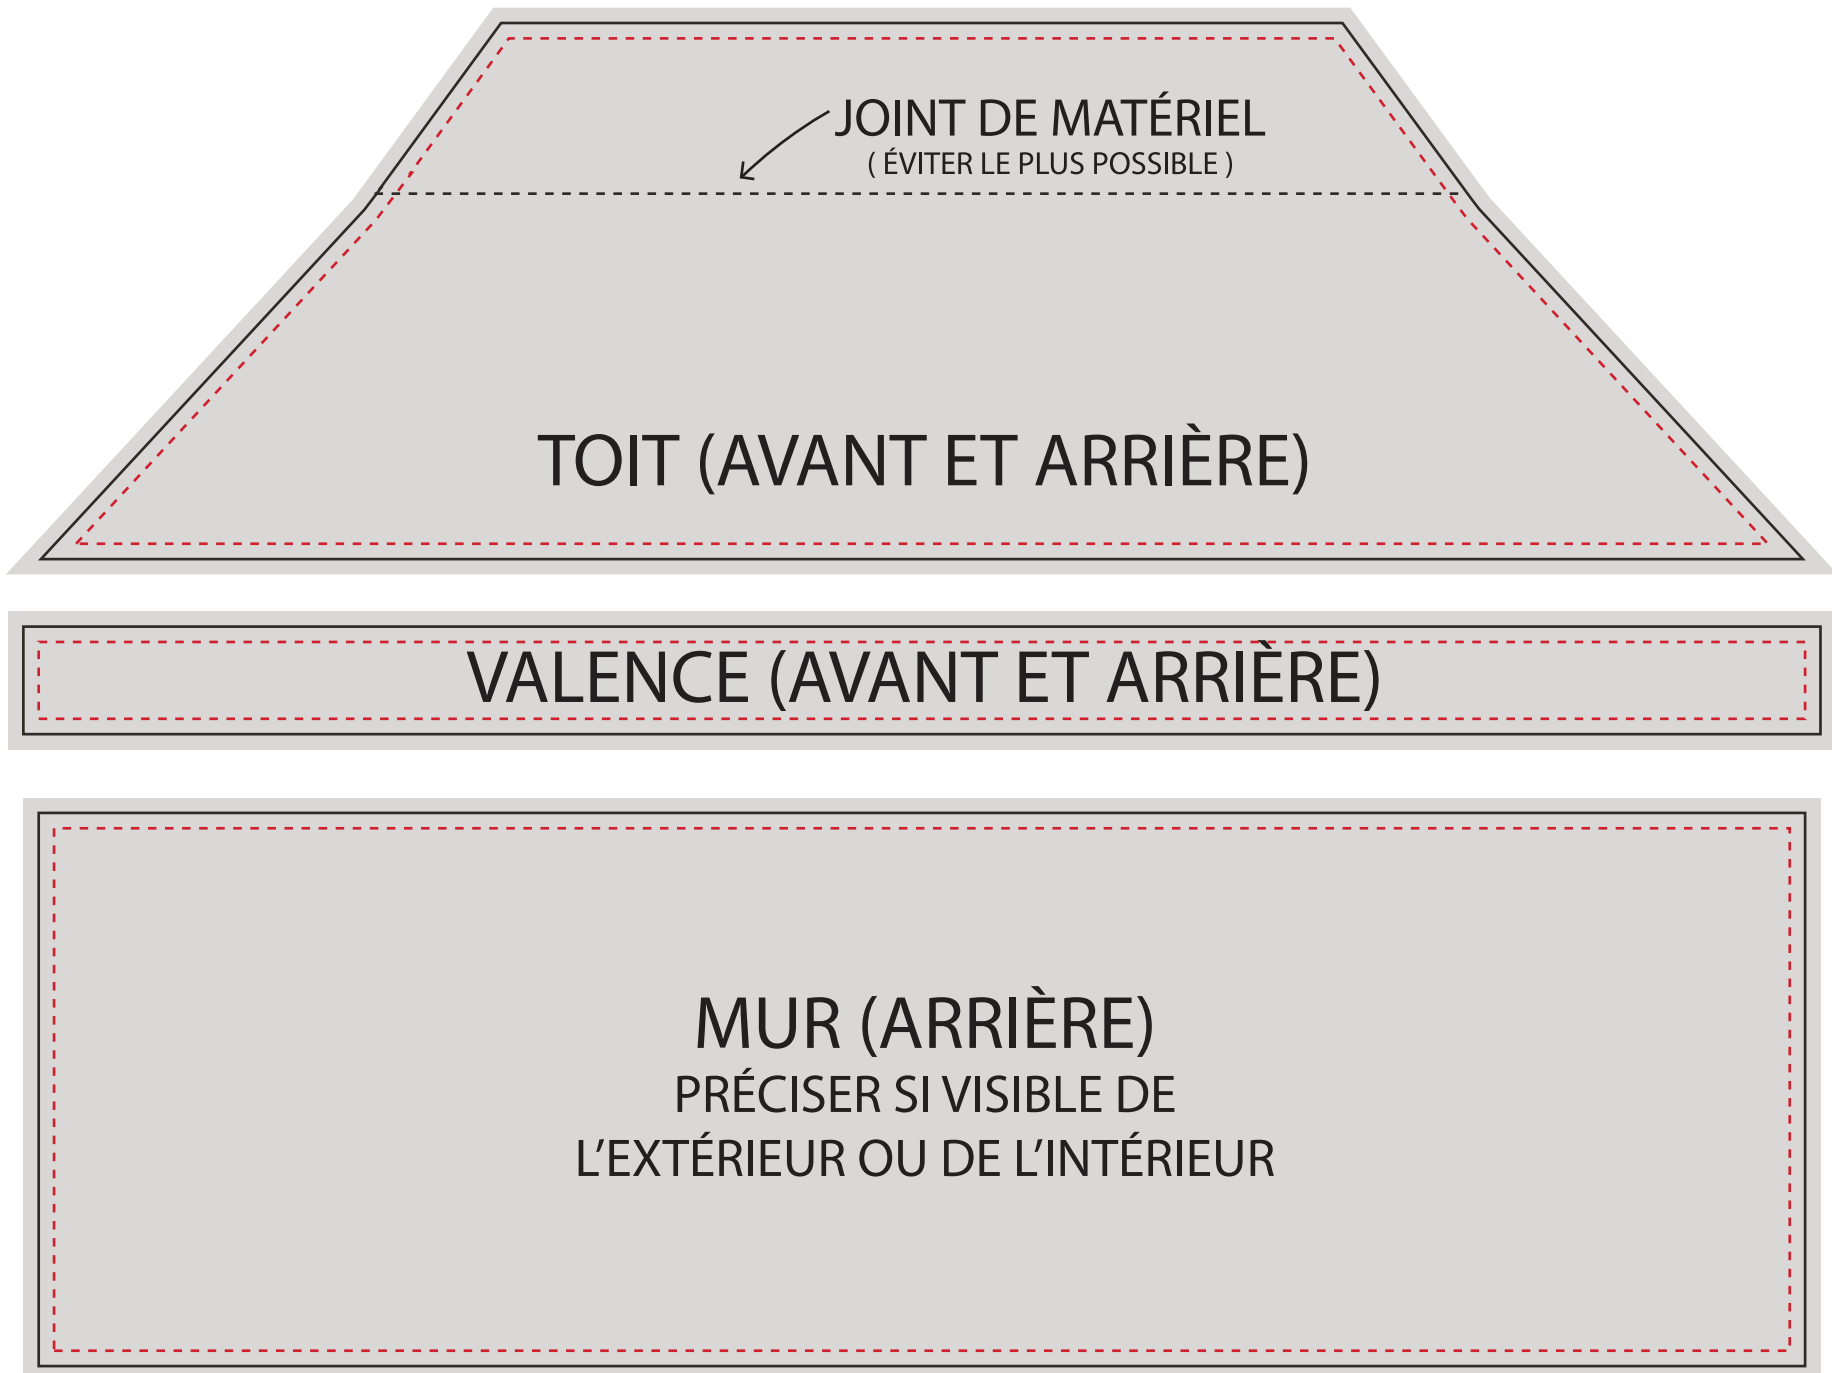 JOINT DE MATÉRIEL
( ÉVITER LE PLUS POSSIBLE )
TOIT (AVANT ET ARRIÈRE)
VALENCE (AVANT ET ARRIÈRE)
MUR (ARRIÈRE)
PRÉCISER SI VISIBLE DE
L’EXTÉRIEUR OU DE L’INTÉRIEUR